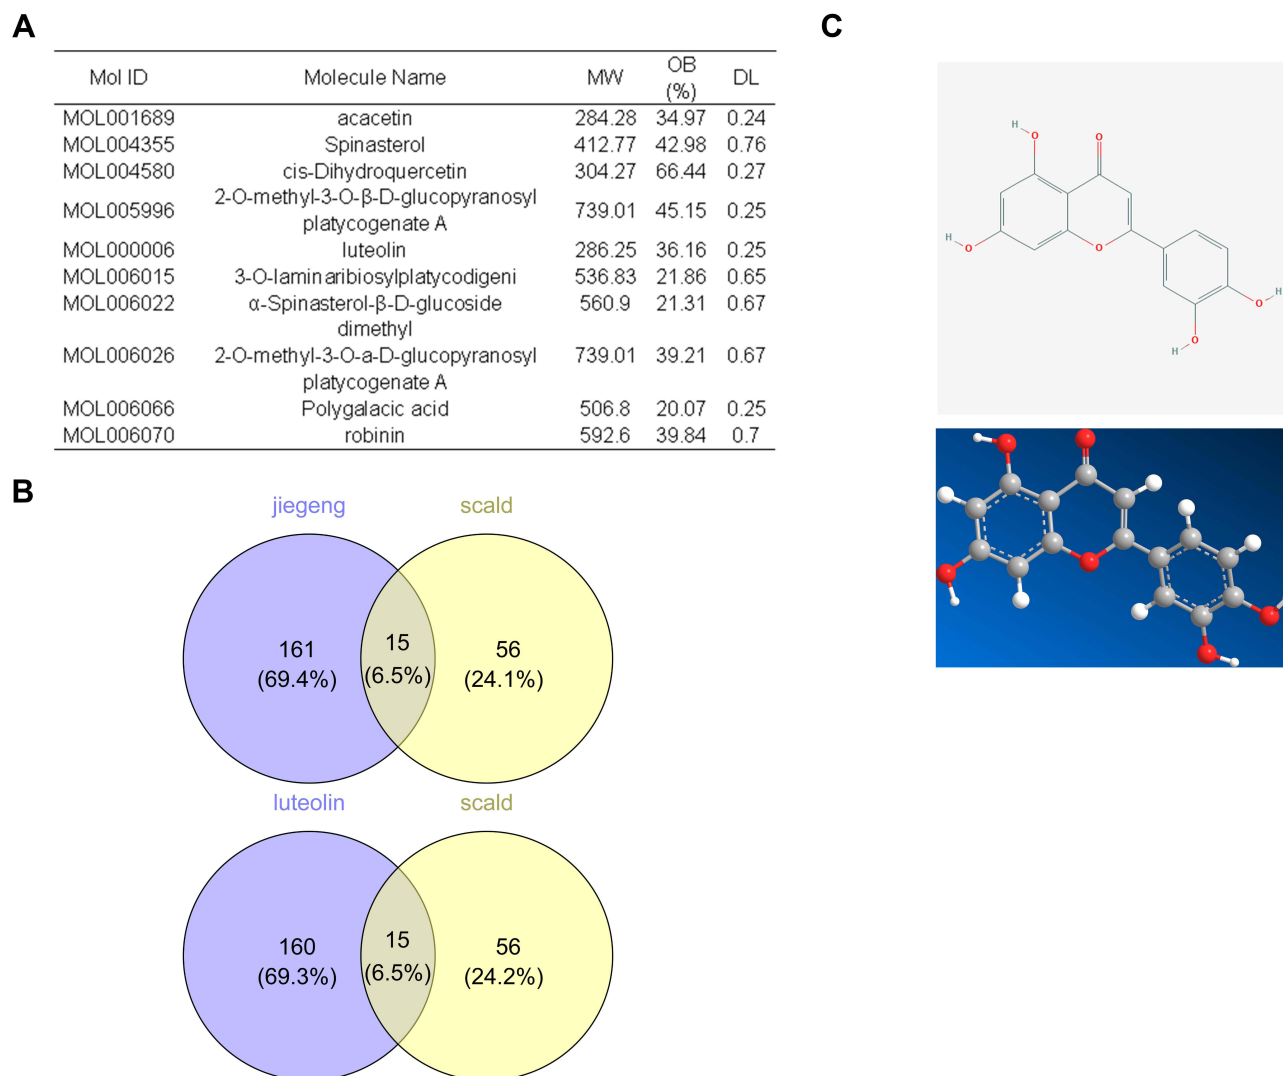 A
Mol ID Molecule Name MW OB (%) DL
MOL001689 acacetin 284.28 34.97 0.24
MOL004355 Spinasterol 412.77 42.98 0.76
MOL004580 cis-Dihydroquercetin 304.27 66.44 0.27
MOL005996 2-O-methyl-3-O-β-D-glucopyranosyl platycogenate A 739.01 45.15 0.25
MOL000006 luteolin 286.25 36.16 0.25
MOL006015 3-O-laminaribiosylplatycodigeni 536.83 21.86 0.65
MOL006022 α-Spinasterol-β-D-glucoside dimethyl 560.9 21.31 0.67
MOL006026 2-O-methyl-3-O-a-D-glucopyranosyl platycogenate A 739.01 39.21 0.67
MOL006066 Polygalacic acid 506.8 20.07 0.25
MOL006070 robinin 592.6 39.84 0.7
B
jiegeng scald
161 15 56
(69.4%) (6.5%) (24.1%)
luteolin scald
160 15 56
(69.3%) (6.5%) (24.2%)
C
H O O
H O O
O H
H O